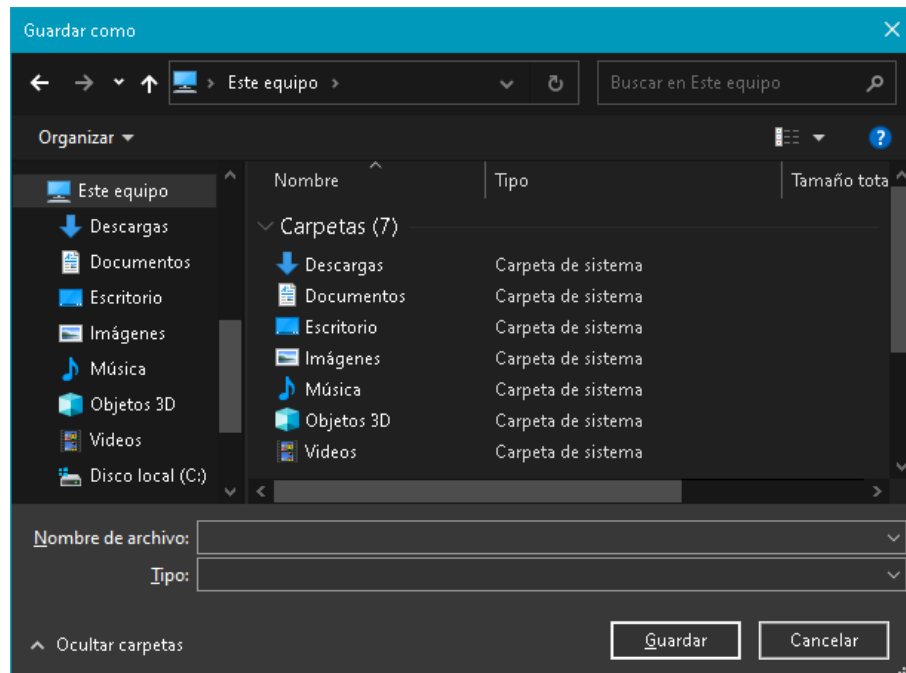 Guardar como
Este equipo
Buscar en Este equipo
Organizar
?
Este equipo
Descargas
Documentos
Escritorio
Imágenes
Música
Objetos 3D
Videos
Disco local (C:)
Nombre Tipo Tamaño tota
Carpetas (7)
Descargas Carpeta de sistema
Documentos Carpeta de sistema
Escritorio Carpeta de sistema
Imágenes Carpeta de sistema
Música Carpeta de sistema
Objetos 3D Carpeta de sistema
Videos Carpeta de sistema
Nombre de archivo:
Tipo:
Ocultar carpetas
Guardar
Cancelar